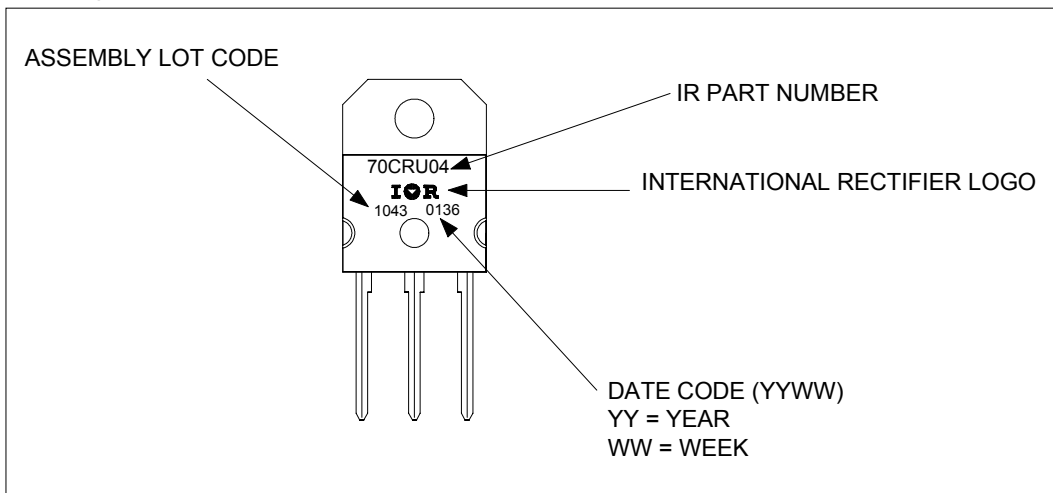 ASSEMBLY LOT CODE
IR PART NUMBER
70CRU04
IOR
INTERNATIONAL RECTIFIER LOGO
1043 0136
DATE CODE (YYWW)
YY = YEAR
WW = WEEK